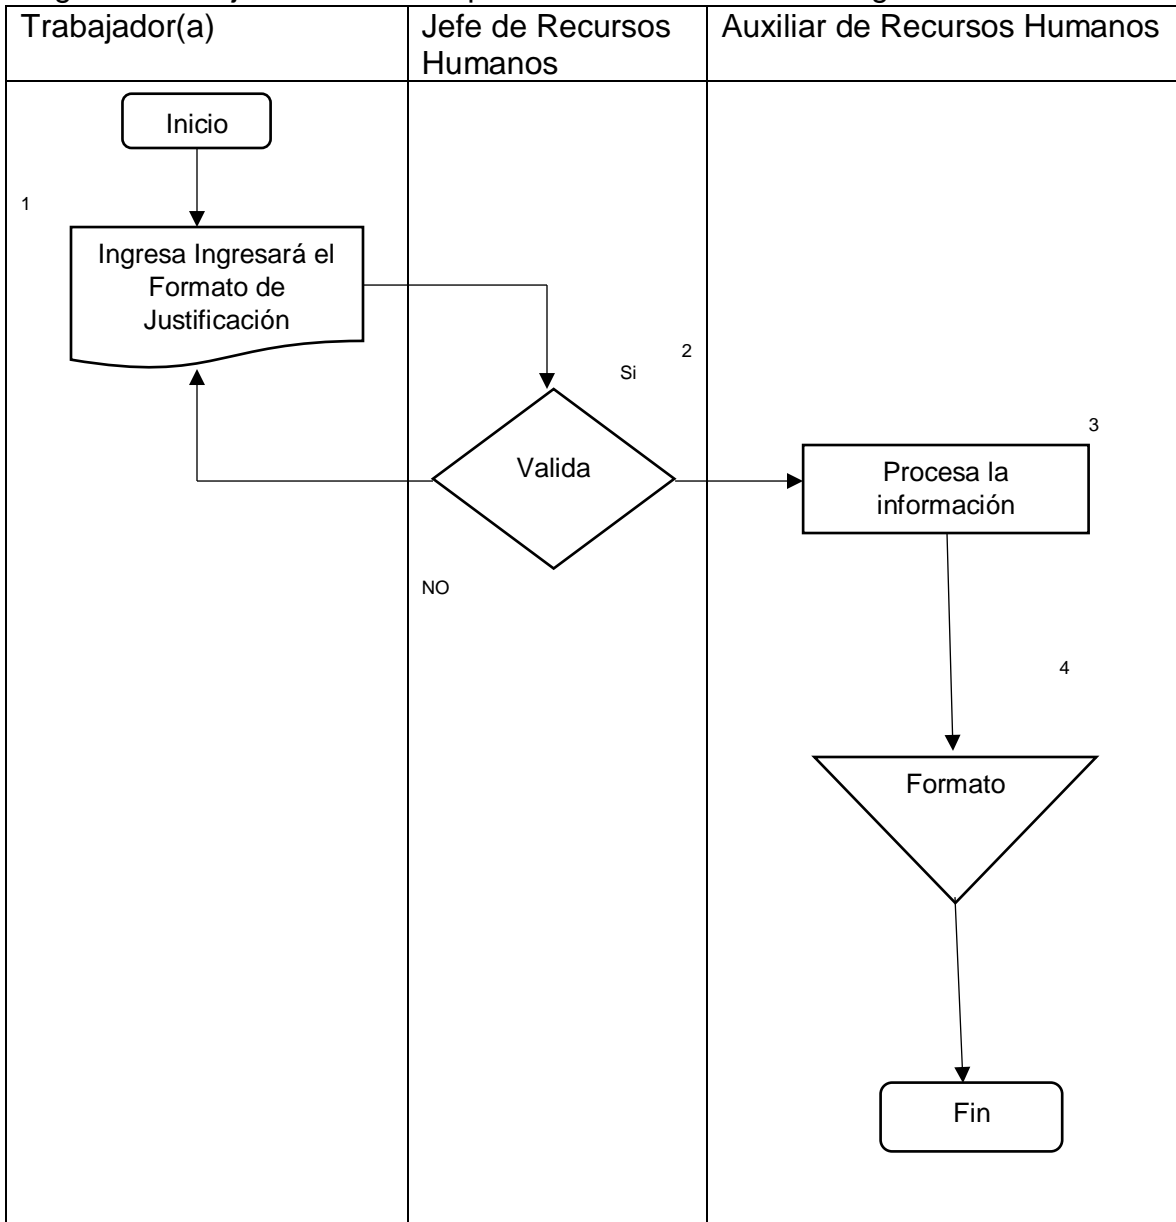 Trabajador(a)
Jefe de Recursos
Humanos
Auxiliar de Recursos Humanos
Inicio
1
Ingresa Ingresará el
Formato de
Justificación
2
Si
Valida
NO
3
Procesa la
información
4
Formato
Fin